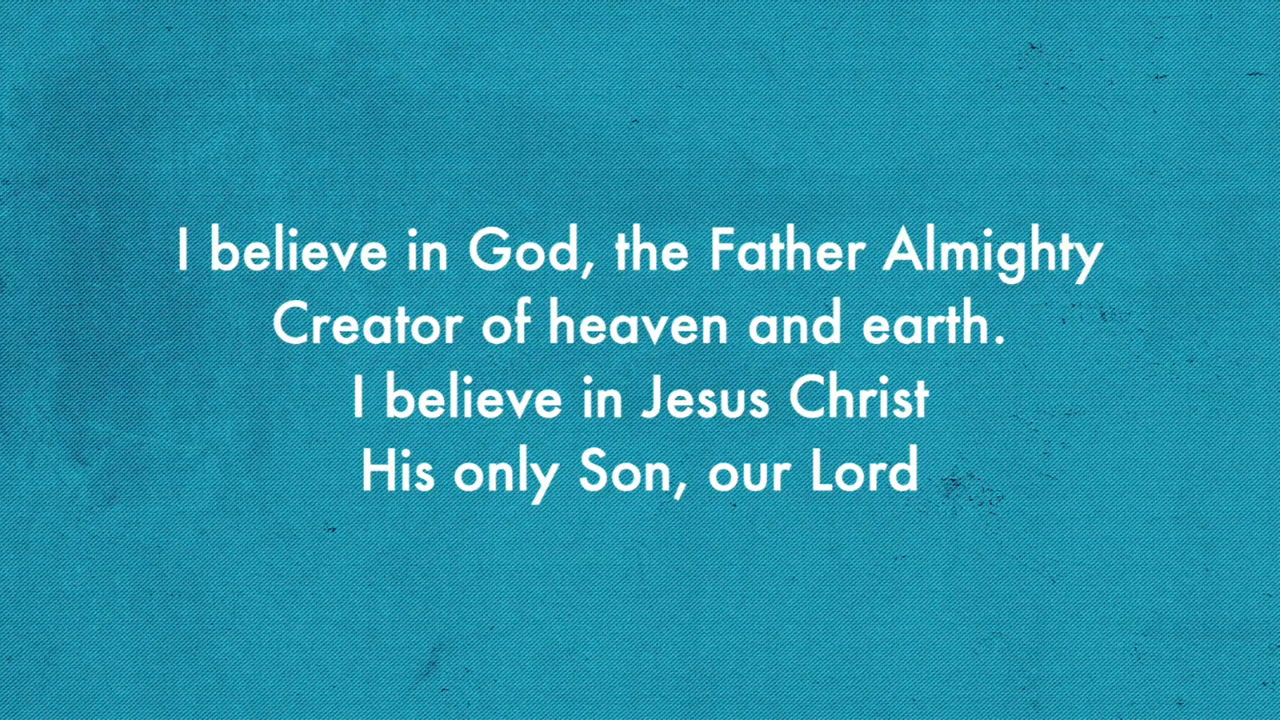 I believe in God, the Father Almighty
Creator of heaven and earth.
I believe in Jesus Christ
His only Son, our Lord